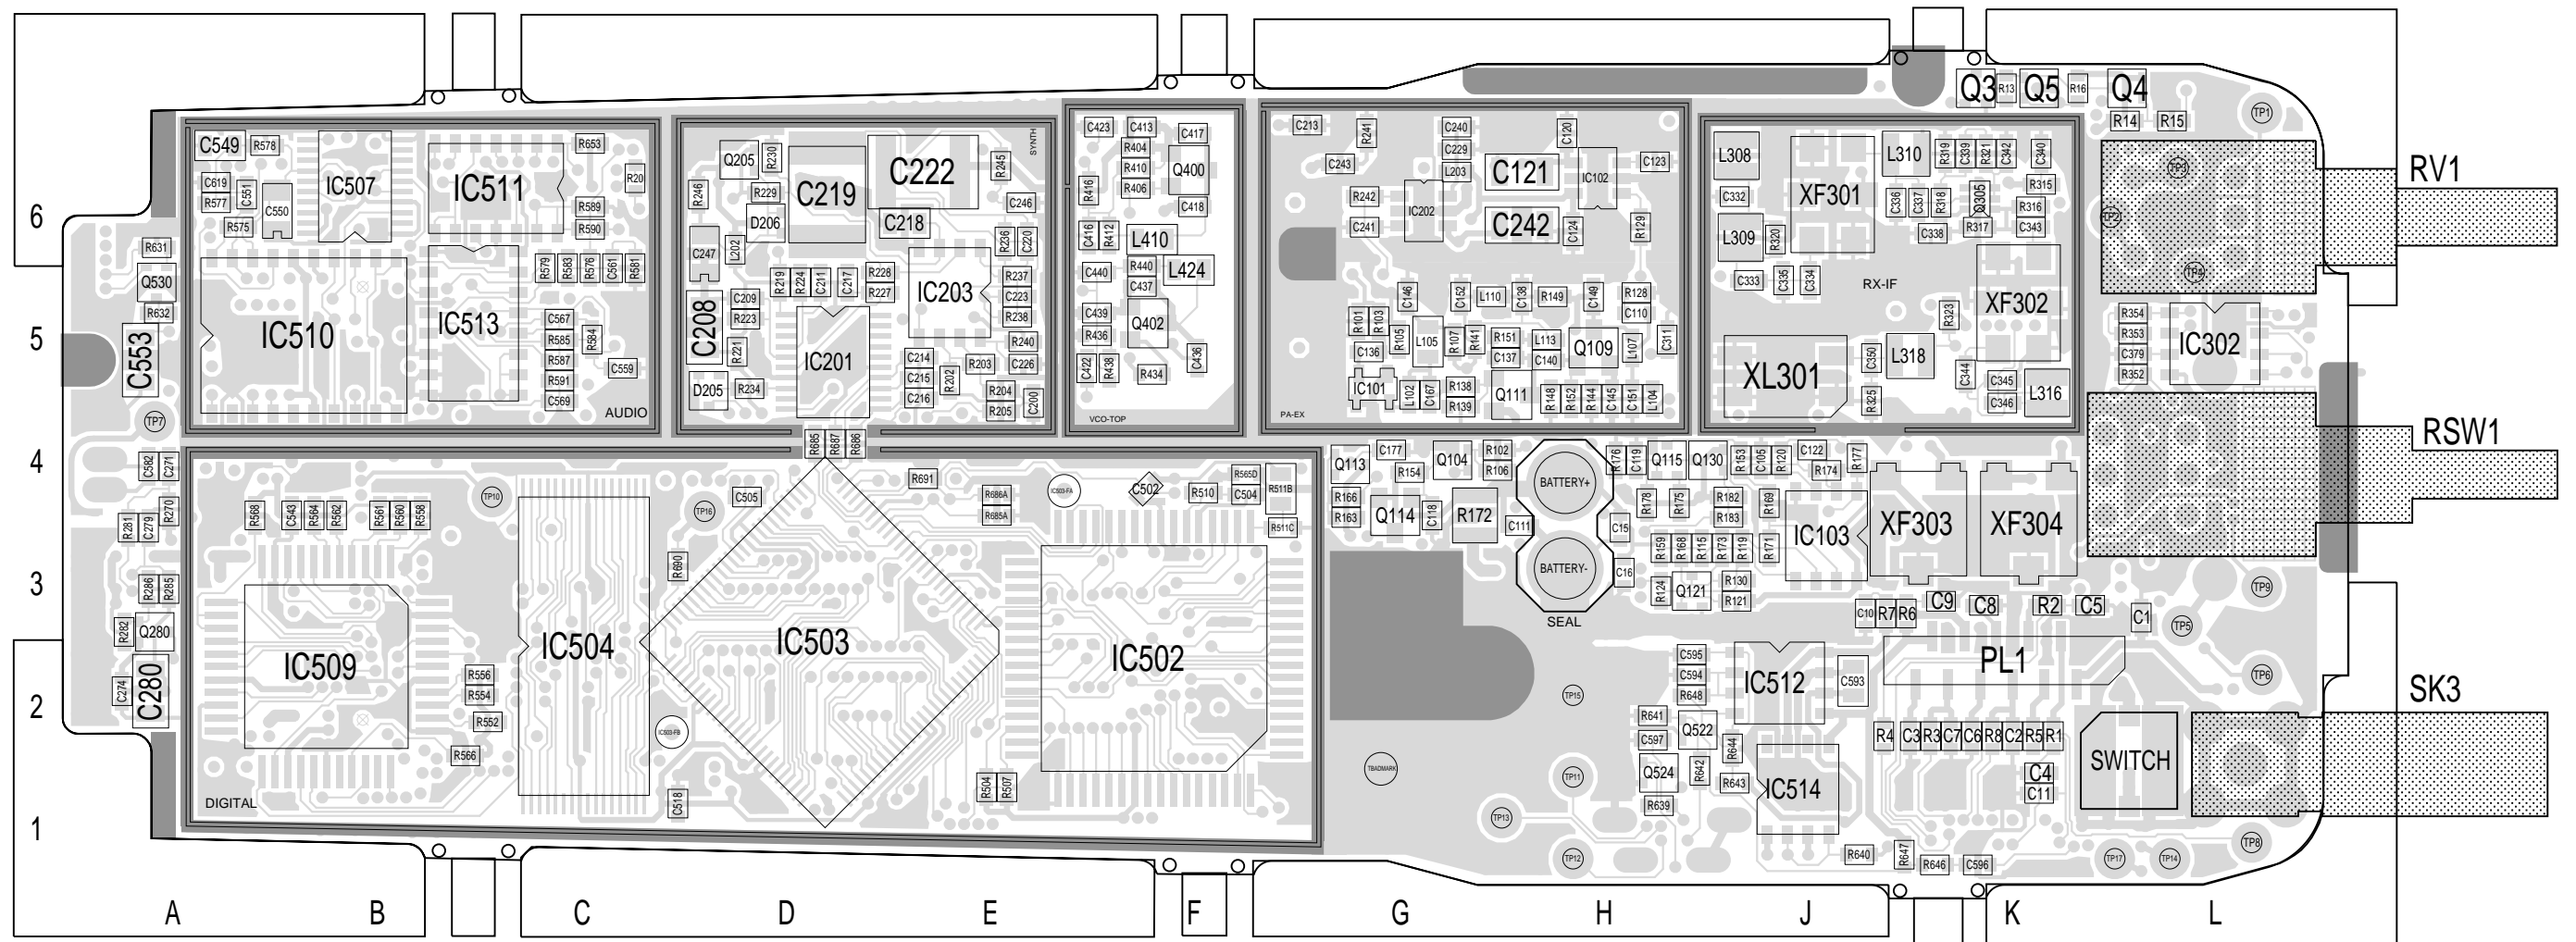 Q3 R13 Q5 R16 Q4
TP1
R14 R15
C549 R578 IC507 IC511 R653 R20
C619 C551 R577 C550 R575 R589 R590
IC510 IC513 R579 R583 R576 C561 R581
C567 R585 R584 R587 C559 R591 C569
AUDIO
R631 Q530 R632 C553 TP7
Q205 R230 C219 C222 R245 SYNTH
R246 R229 D206 C218 C246
C247 L202 R236 C220
R219 R224 C211 C217 R228 R227 IC203 R237 C223 R238
C208 C209 R223 R221 IC201 R240
C214 C215 C216 R202 R203 C226
D205 R234 R204 R205 C200
C423 C413 C417 R404 R410 R406 Q400 R416 C418
C416 R412 L410 C440 R440 C437 L424
C439 R436 Q402 C436 C422 R438 R434
VCO-TOP
C213 R241 C240 C120 C243 C229 L203 C121 IC102 C123
R242 IC202 C241 C242 C124 R129
C146 C152 L110 C138 R149 C149 R128 C110
R101 R103 R105 L105 R107 R141 R151 L113 Q109 L107 C311
C136 C137 C140
IC101 L102 C167 R138 R139 Q111 R148 R152 R144 C145 C151 L104
PA-EX
L308 XF301 L310 R319 C339 R321 C342 C340
C332 C336 C337 R318 Q305 R315 R316
L309 R320 C338 R317 C343
C333 C335 C334 RX-IF XF302 R323
XL301 C350 L318 C344 C345 C346 L316 R325
TP3 TP2 TP4 RV1
R354 R353 C379 R352 IC302
RSW1
R685 R687 R686
C582 C271 R270 R281 C279 R286 R285 R282 Q280 C274 C280
R568 C543 R564 R562 R561 R560 R558 TP10
IC509 R556 R554 R552 R566
DIGITAL
IC504 TP16 C505 R690 IC503 IC503-FB C518
R691 R686A R685A IC503-FA C502 R510 R565D C504 R511B R511C
IC502 R504 R507
Q113 C177 R154 Q104 R102 R106
R166 R163 Q114 C118 R172 C111
BATTERY+
BATTERY-
SEAL
C15 C16
R176 C119 Q115 Q130 R153 C105 R120 C122 R174 R177
R178 R175 R182 R183 R169 IC103 XF303 XF304
R159 R168 R115 R173 R119 R171
R124 Q121 R130 R121
C10 R7 R6 C9 C8 R2 C5 C1 TP5 TP9
C595 C594 R648 IC512 C593 PL1 TP6
TP15 SK3
R641 C597 Q522 R644 R4 C3 R3 C7 C6 R8 C2 R5 R1
SWITCH
TBADMARK TP11 Q524 R642 R643 IC514 C4 C11
R639 TP13 TP12
R640 R647 R646 C596 TP17 TP14 TP8
6
5
4
3
2
1
A B C D E F G H J K L